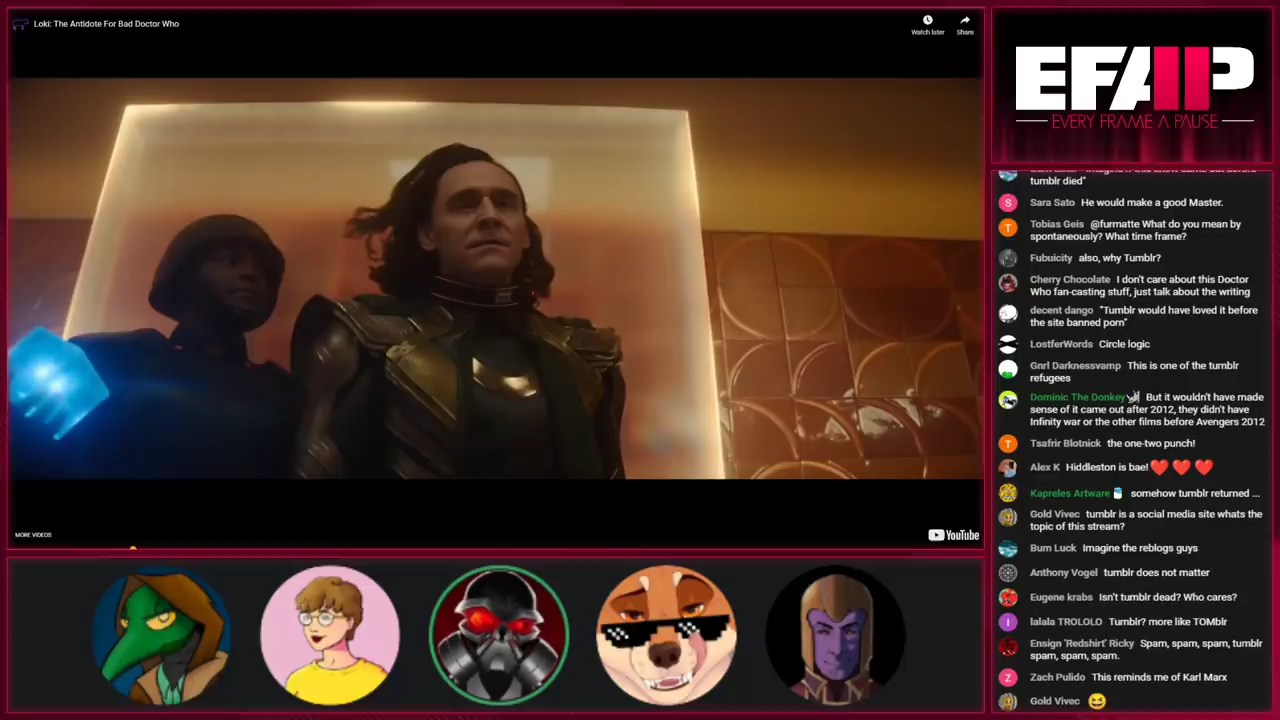 Loki: The Antidote For Bad Doctor Who
Watch later
Share
MORE VIDEOS
YouTube
EFAP
EVERY FRAME A PAUSE
tumblr died"
Sara Sato He would make a good Master.
Tobias Geis @furmatte What do you mean by
spontaneously? What time frame?
Fubuicity also, why Tumblr?
Cherry Chocolate I don't care about this Doctor
Who fan-casting stuff, just talk about the writing
decent dango "Tumblr would have loved it before
the site banned porn"
LostferWords Circle logic
Gnrl Darknessvamp This is one of the tumblr
refugees
Dominic The Donkey But it wouldn't have made
sense of it came out after 2012, they didn't have
Infinity war or the other films before Avengers 2012
Tsafrir Blotnick the one-two punch!
Alex K Hiddleston is bae!❤️❤️❤️
Kapreles Artware somehow tumblr returned ...
Gold Vivec tumblr is a social media site whats the
topic of this stream?
Bum Luck Imagine the reblogs guys
Anthony Vogel tumblr does not matter
Eugene krabs Isn't tumblr dead? Who cares?
lalala TROLOLO Tumblr? more like TOMblr
Ensign 'Redshirt' Ricky Spam, spam, spam, tumblr
spam, spam, spam.
Zach Pulido This reminds me of Karl Marx
Gold Vivec 😆